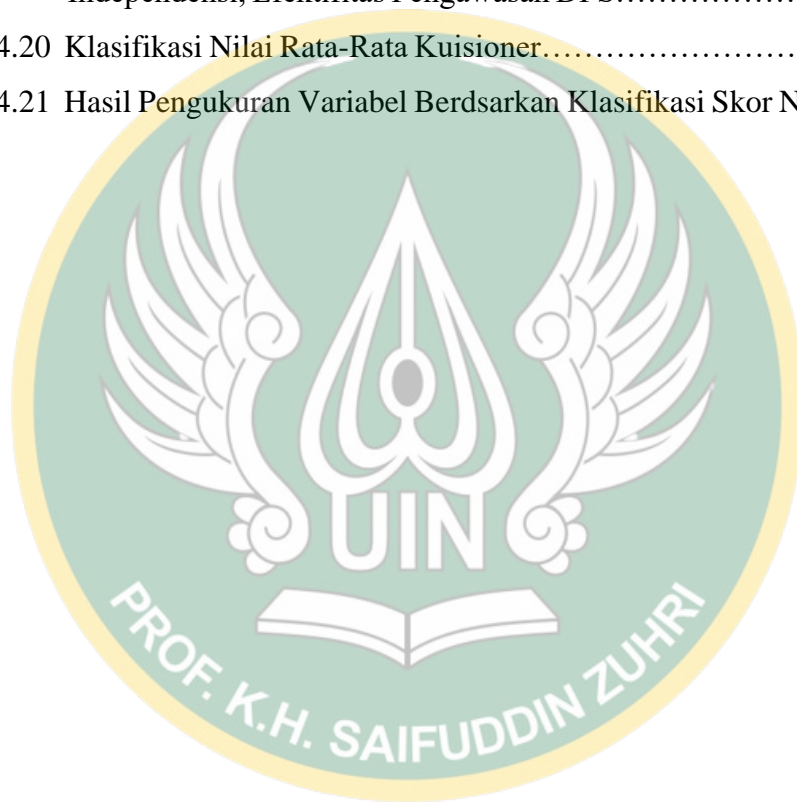 Independensi, Efektifitas Pengawasan DPS……………….
4.20 Klasifikasi Nilai Rata-Rata Kuisioner…………………….
4.21 Hasil Pengukuran Variabel Berdsarkan Klasifikasi Skor N
UIN
PROF. K.H. SAIFUDDIN ZUHRI